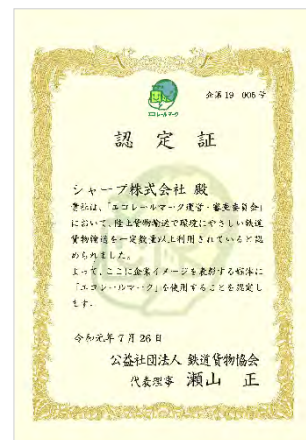 企第19 005号
エコレールマーク
認定証
シャープ株式会社 殿
貴社は、「エコレールマーク運営・審査委員会」
において、陸上貨物輸送で環境にやさしい鉄道
貨物輸送を一定数量以上利用されていると認
められました。
よって、ここに企業イメージを表彰する媒体に
「エコレールマーク」を使用することを認定し
ます。
令和元年7月26日
公益社団法人 鉄道貨物協会
代表理事 瀬山 正